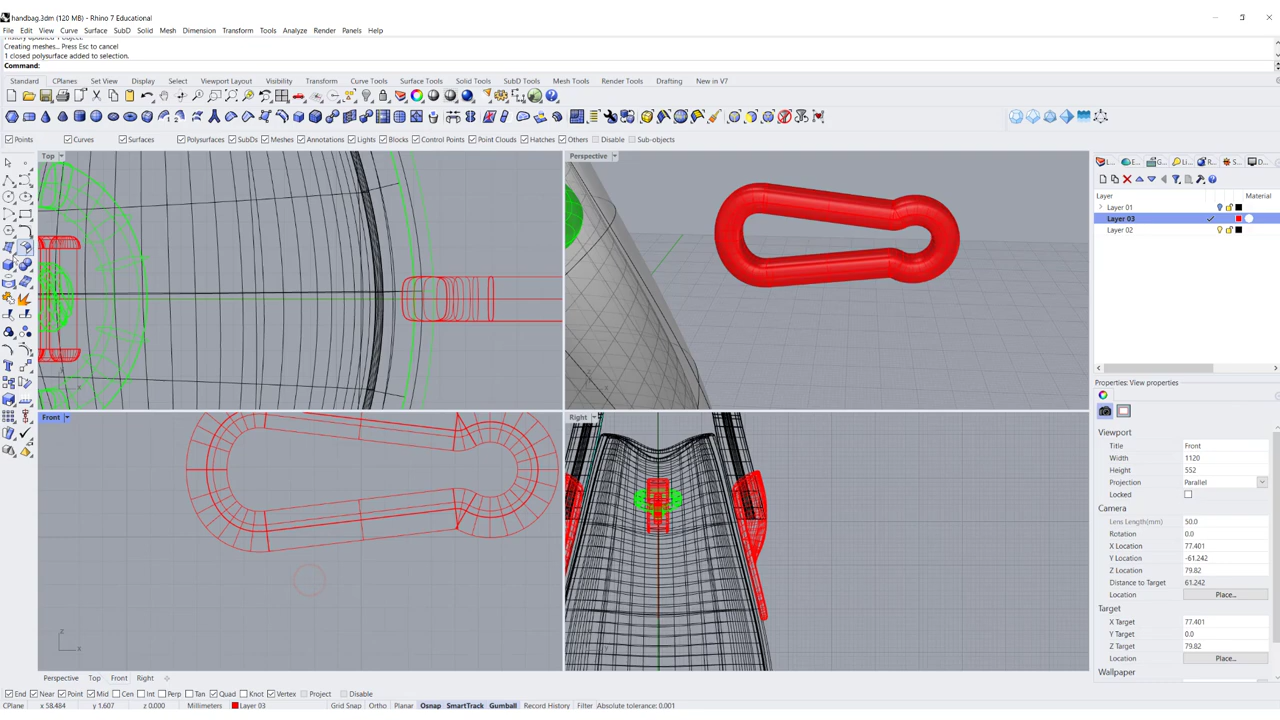 handbag.3dm (120 MB) - Rhino 7 Educational
File Edit View Curve Surface SubD Solid Mesh Dimension Transform Tools Analyze Render Panels Help
Creating meshes... Press Esc to cancel
1 closed polysurface added to selection.
Command:
Standard CPlanes Set View Display Select Viewport Layout Visibility Transform Curve Tools Surface Tools Solid Tools SubD Tools Mesh Tools Render Tools Drafting New in V7
Points Curves Surfaces Polysurfaces SubDs Meshes Annotations Lights Blocks Control Points Point Clouds Hatches Others Disable Sub-objects
Top
Perspective
Layer Material
Layer 01
Layer 03
Layer 02
Properties: View properties
Front
Right
Viewport
Title Front
Width 1120
Height 552
Projection Parallel
Locked
Camera
Lens Length(mm) 50.0
Rotation 0.0
X Location 77.401
Y Location -61.242
Z Location 79.82
Distance to Target 61.242
Location Place...
Target
X Target 77.401
Y Target 0.0
Z Target 79.82
Location Place...
Wallpaper
z
x
Perspective Top Front Right
End Near Point Mid Cen Int Perp Tan Quad Knot Vertex Project Disable
CPlane x 58.484 y 1.607 z 0.000 Millimeters Layer 03 Grid Snap Ortho Planar Osnap SmartTrack Gumball Record History Filter Absolute tolerance: 0.001